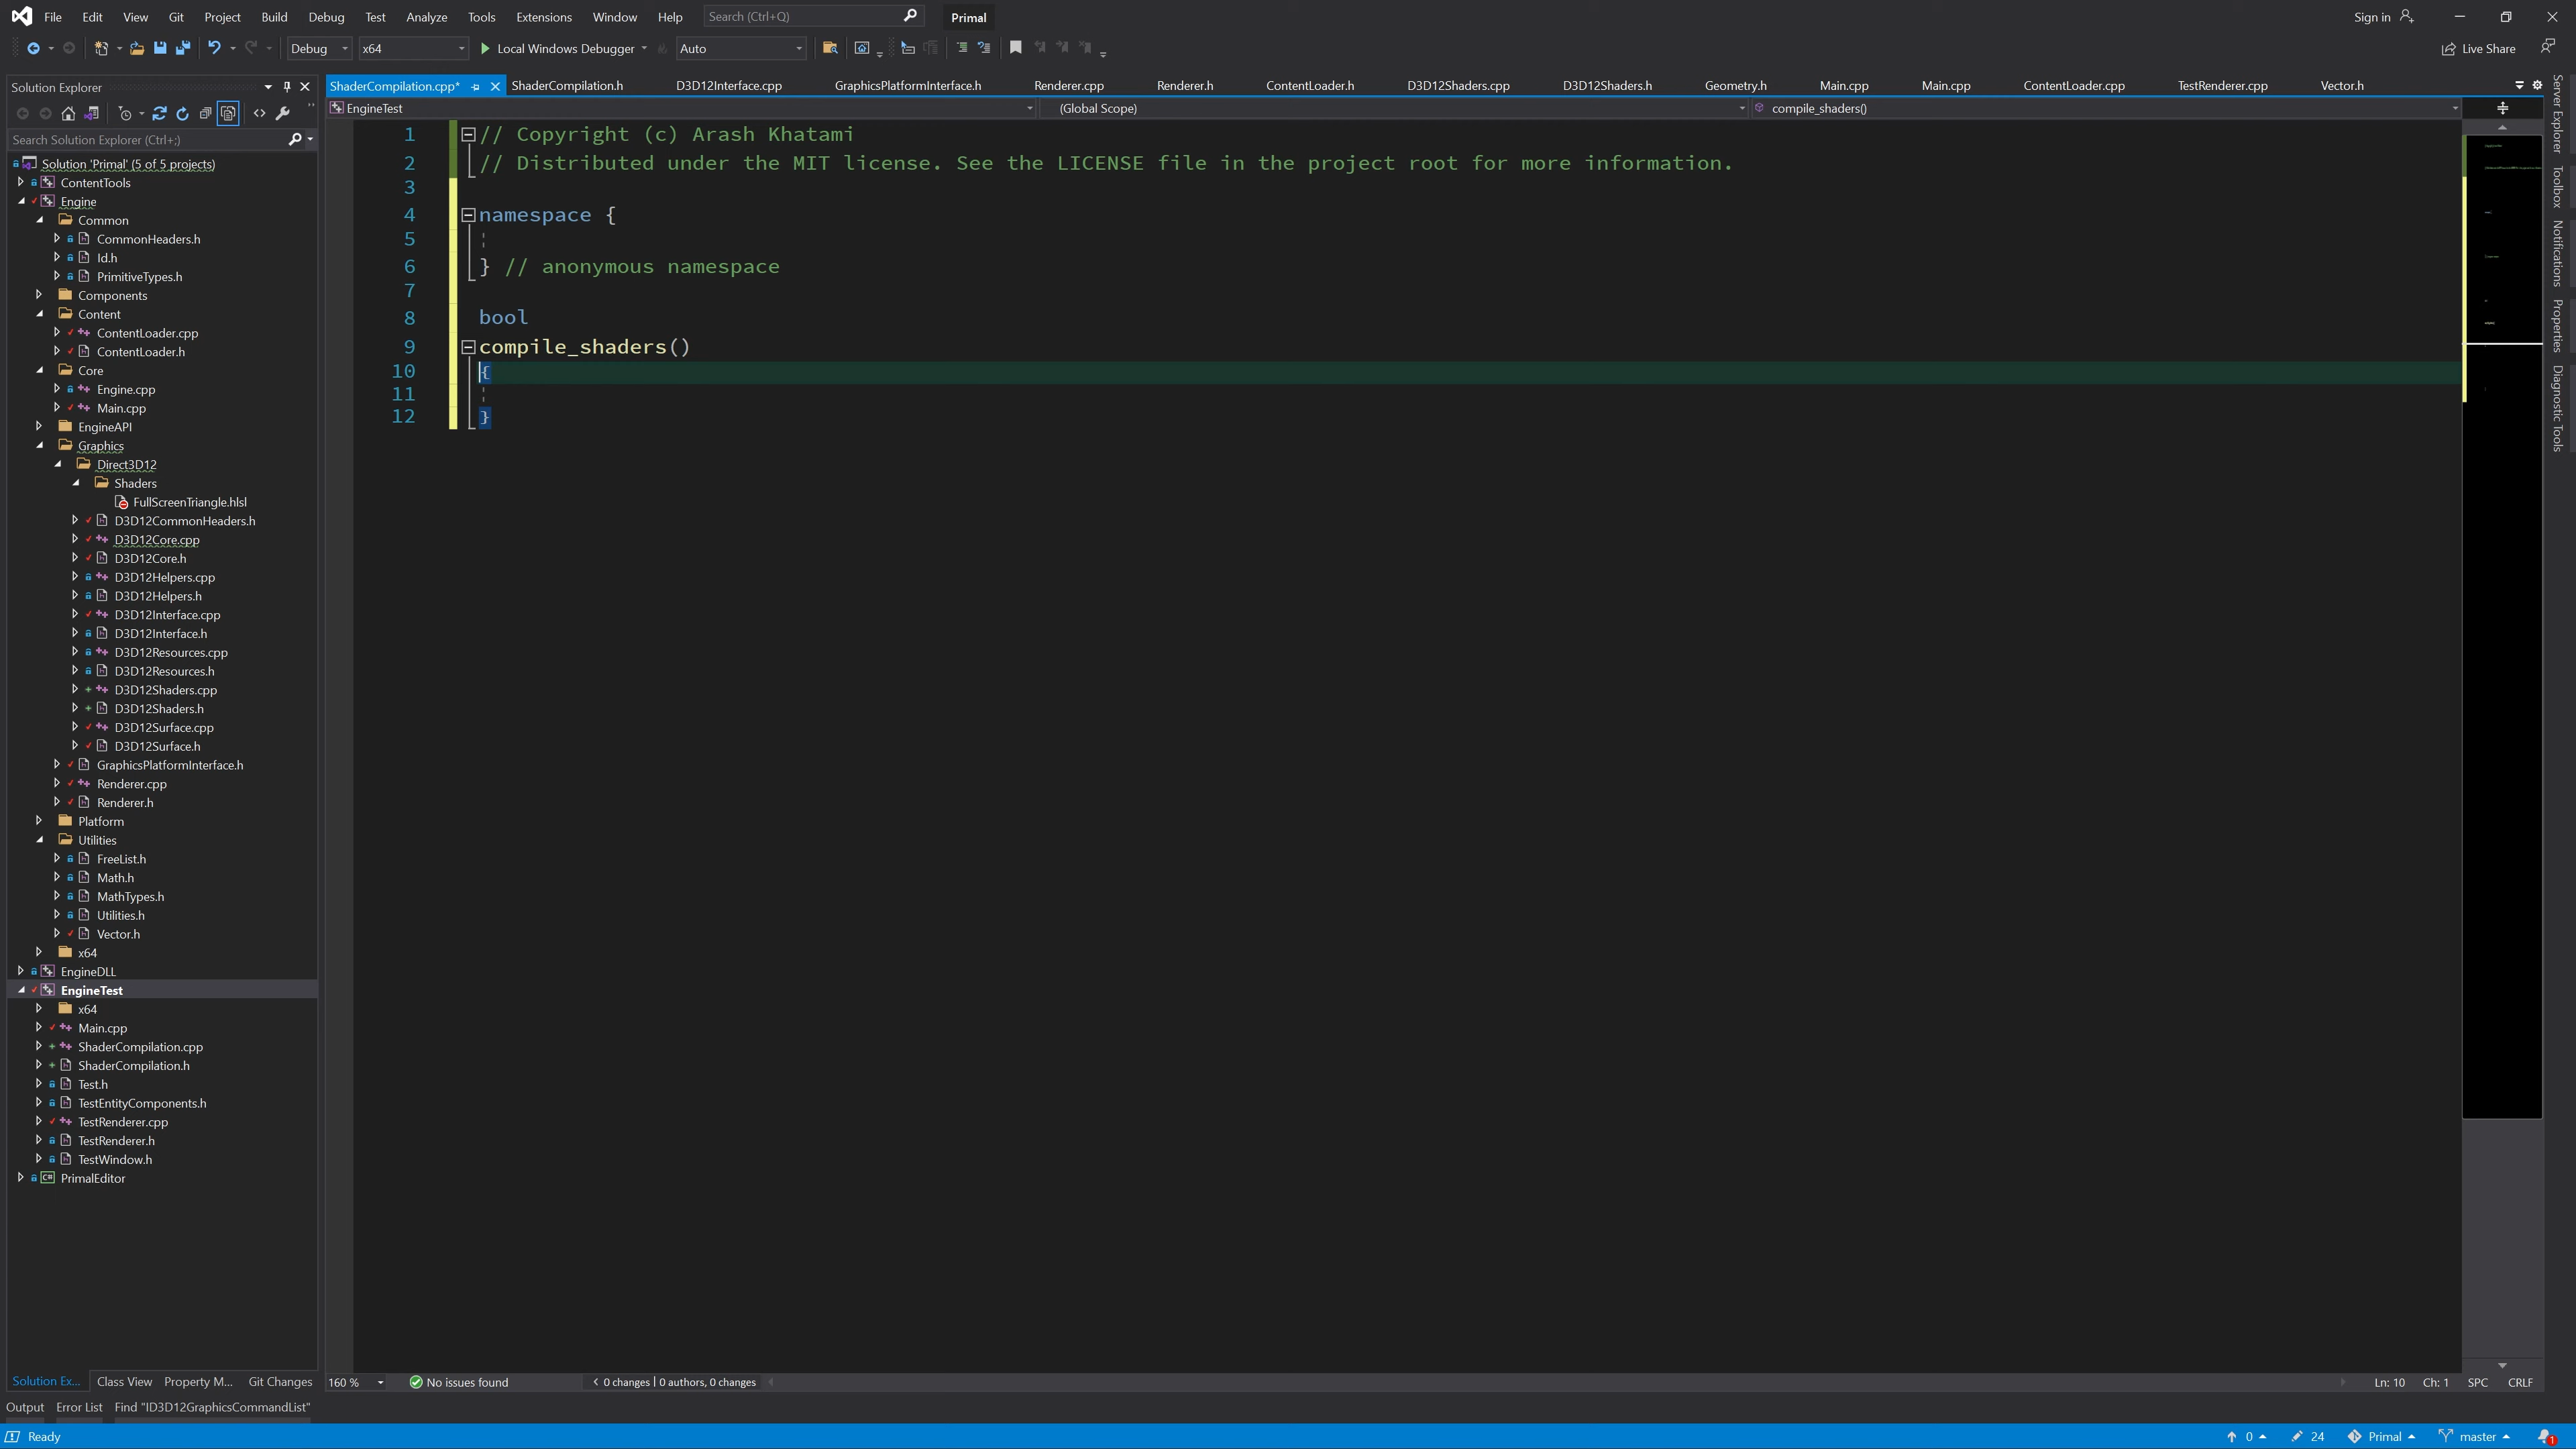 File Edit View Git Project Build Debug Test Analyze Tools Extensions Window Help Search (Ctrl+Q) Primal Sign in
Debug x64 Local Windows Debugger Auto Live Share
Solution Explorer
Search Solution Explorer (Ctrl+;)
Solution 'Primal' (5 of 5 projects)
ContentTools
Engine
Common
CommonHeaders.h
Id.h
PrimitiveTypes.h
Components
Content
ContentLoader.cpp
ContentLoader.h
Core
Engine.cpp
Main.cpp
EngineAPI
Graphics
Direct3D12
Shaders
FullScreenTriangle.hlsl
D3D12CommonHeaders.h
D3D12Core.cpp
D3D12Core.h
D3D12Helpers.cpp
D3D12Helpers.h
D3D12Interface.cpp
D3D12Interface.h
D3D12Resources.cpp
D3D12Resources.h
D3D12Shaders.cpp
D3D12Shaders.h
D3D12Surface.cpp
D3D12Surface.h
GraphicsPlatformInterface.h
Renderer.cpp
Renderer.h
Platform
Utilities
FreeList.h
Math.h
MathTypes.h
Utilities.h
Vector.h
x64
EngineDLL
EngineTest
x64
Main.cpp
ShaderCompilation.cpp
ShaderCompilation.h
Test.h
TestEntityComponents.h
TestRenderer.cpp
TestRenderer.h
TestWindow.h
C# PrimalEditor
Solution Ex... Class View Property M... Git Changes
ShaderCompilation.cpp* ShaderCompilation.h D3D12Interface.cpp GraphicsPlatformInterface.h Renderer.cpp Renderer.h ContentLoader.h D3D12Shaders.cpp D3D12Shaders.h Geometry.h Main.cpp Main.cpp ContentLoader.cpp TestRenderer.cpp Vector.h
EngineTest (Global Scope) compile_shaders()
1 // Copyright (c) Arash Khatami
2 // Distributed under the MIT license. See the LICENSE file in the project root for more information.
3
4 namespace {
5
6 } // anonymous namespace
7
8 bool
9 compile_shaders()
10 {
11
12 }
Server Explorer
Toolbox
Notifications
Properties
Diagnostic Tools
160 % No issues found < 0 changes | 0 authors, 0 changes Ln: 10 Ch: 1 SPC CRLF
Output Error List Find "ID3D12GraphicsCommandList"
Ready 0 24 Primal master 1